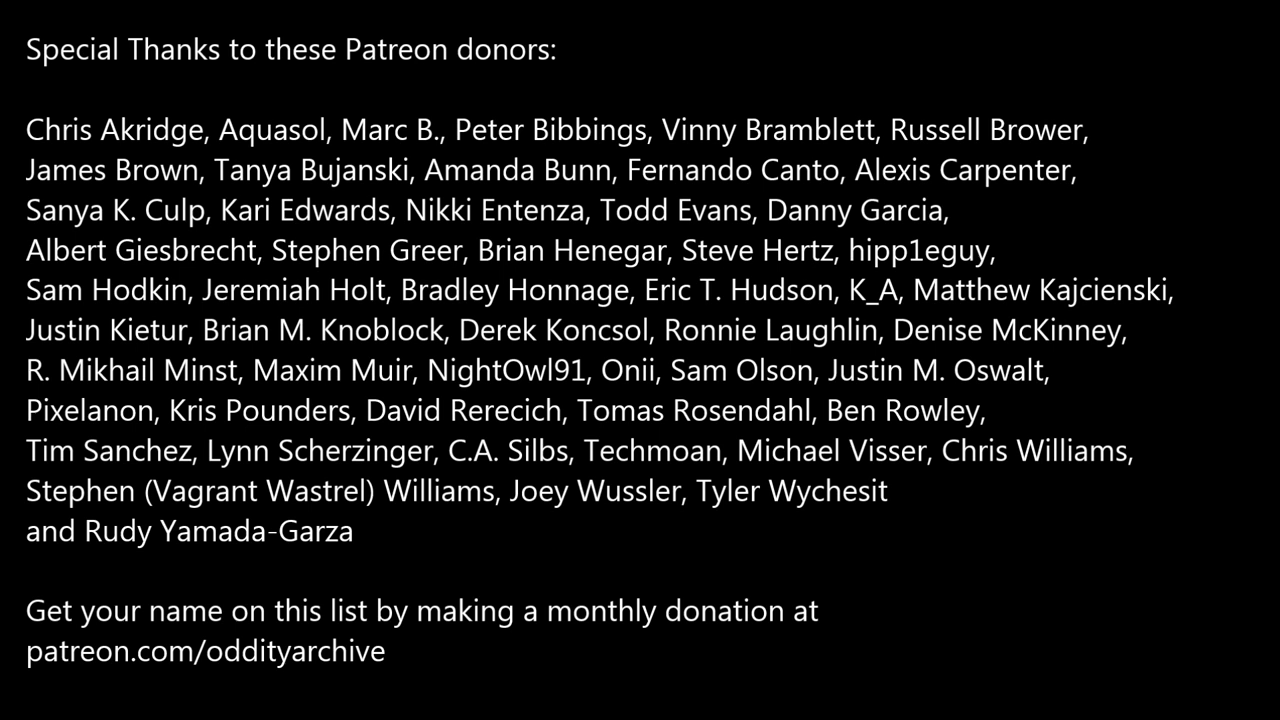 Special Thanks to these Patreon donors:
Chris Akridge, Aquasol, Marc B., Peter Bibbings, Vinny Bramblett, Russell Brower,
James Brown, Tanya Bujanski, Amanda Bunn, Fernando Canto, Alexis Carpenter,
Sanya K. Culp, Kari Edwards, Nikki Entenza, Todd Evans, Danny Garcia,
Albert Giesbrecht, Stephen Greer, Brian Henegar, Steve Hertz, hipp1eguy,
Sam Hodkin, Jeremiah Holt, Bradley Honnage, Eric T. Hudson, K_A, Matthew Kajcienski,
Justin Kietur, Brian M. Knoblock, Derek Koncsol, Ronnie Laughlin, Denise McKinney,
R. Mikhail Minst, Maxim Muir, NightOwl91, Onii, Sam Olson, Justin M. Oswalt,
Pixelanon, Kris Pounders, David Rerecich, Tomas Rosendahl, Ben Rowley,
Tim Sanchez, Lynn Scherzinger, C.A. Silbs, Techmoan, Michael Visser, Chris Williams,
Stephen (Vagrant Wastrel) Williams, Joey Wussler, Tyler Wychesit
and Rudy Yamada-Garza
Get your name on this list by making a monthly donation at
patreon.com/oddityarchive